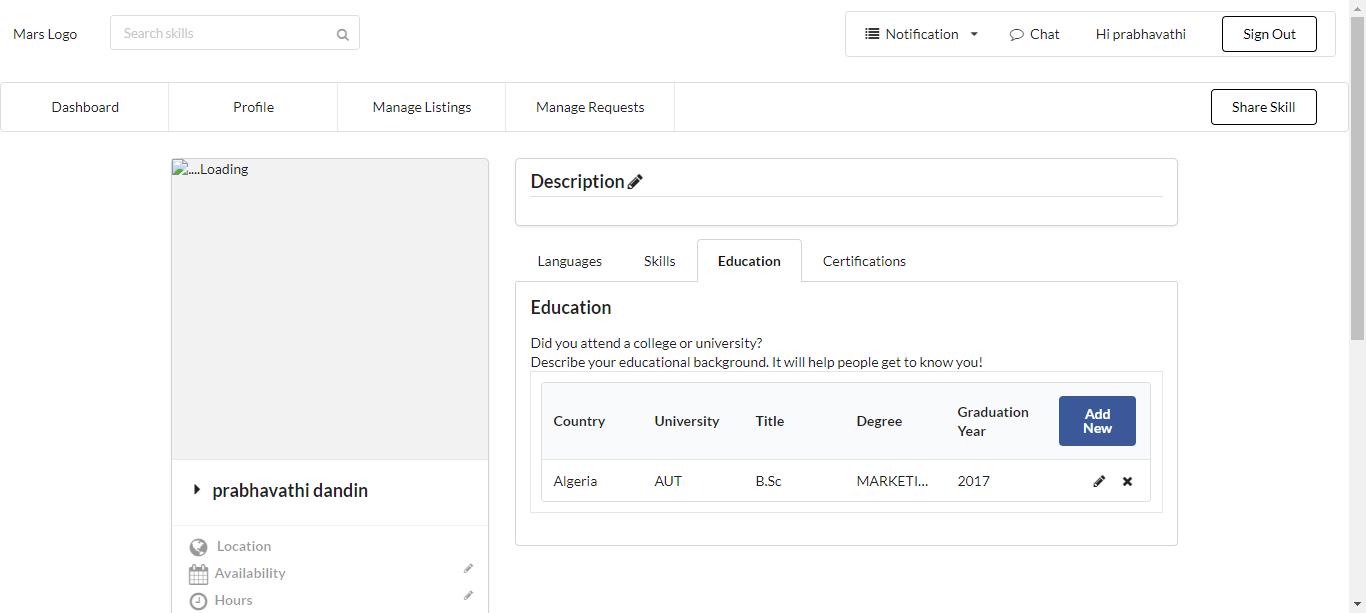 Mars Logo
Search skills
Notification
Chat
Hi prabhavathi
Sign Out
Dashboard
Profile
Manage Listings
Manage Requests
Share Skill
....Loading
prabhavathi dandin
Location
Availability
Hours
Description
Languages
Skills
Education
Certifications
Education
Did you attend a college or university?
Describe your educational background. It will help people get to know you!
Country
University
Title
Degree
Graduation
Year
Add
New
Algeria
AUT
B.Sc
MARKETI...
2017